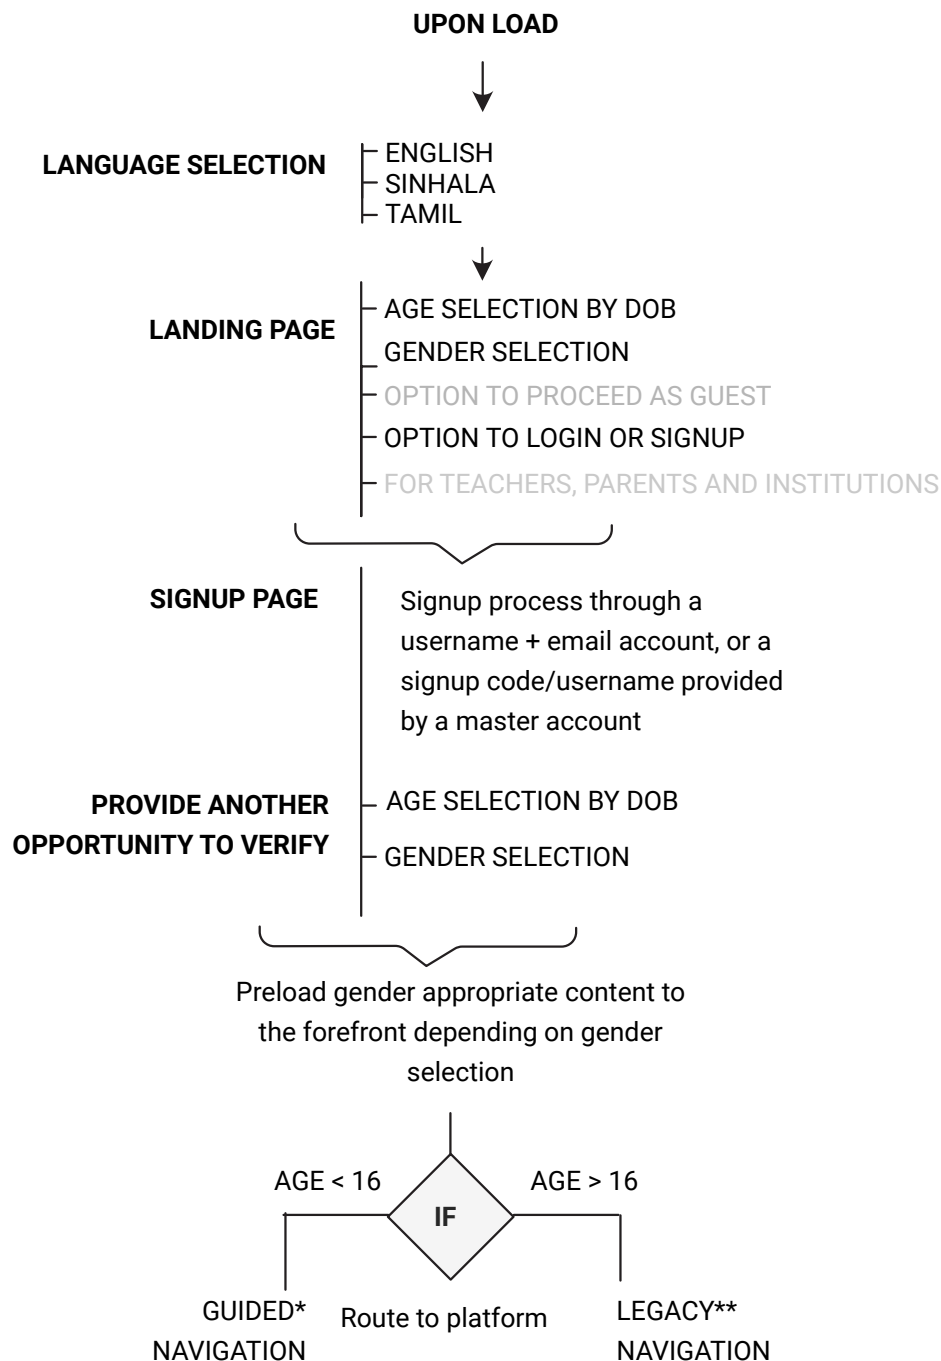 UPON LOAD
LANGUAGE SELECTION
ENGLISH
SINHALA
TAMIL
LANDING PAGE
AGE SELECTION BY DOB
GENDER SELECTION
OPTION TO PROCEED AS GUEST
OPTION TO LOGIN OR SIGNUP
FOR TEACHERS, PARENTS AND INSTITUTIONS
SIGNUP PAGE
Signup process through a
username + email account, or a
signup code/username provided
by a master account
PROVIDE ANOTHER
OPPORTUNITY TO VERIFY
AGE SELECTION BY DOB
GENDER SELECTION
Preload gender appropriate content to
the forefront depending on gender
selection
AGE < 16
IF
AGE > 16
GUIDED*
NAVIGATION
Route to platform
LEGACY**
NAVIGATION